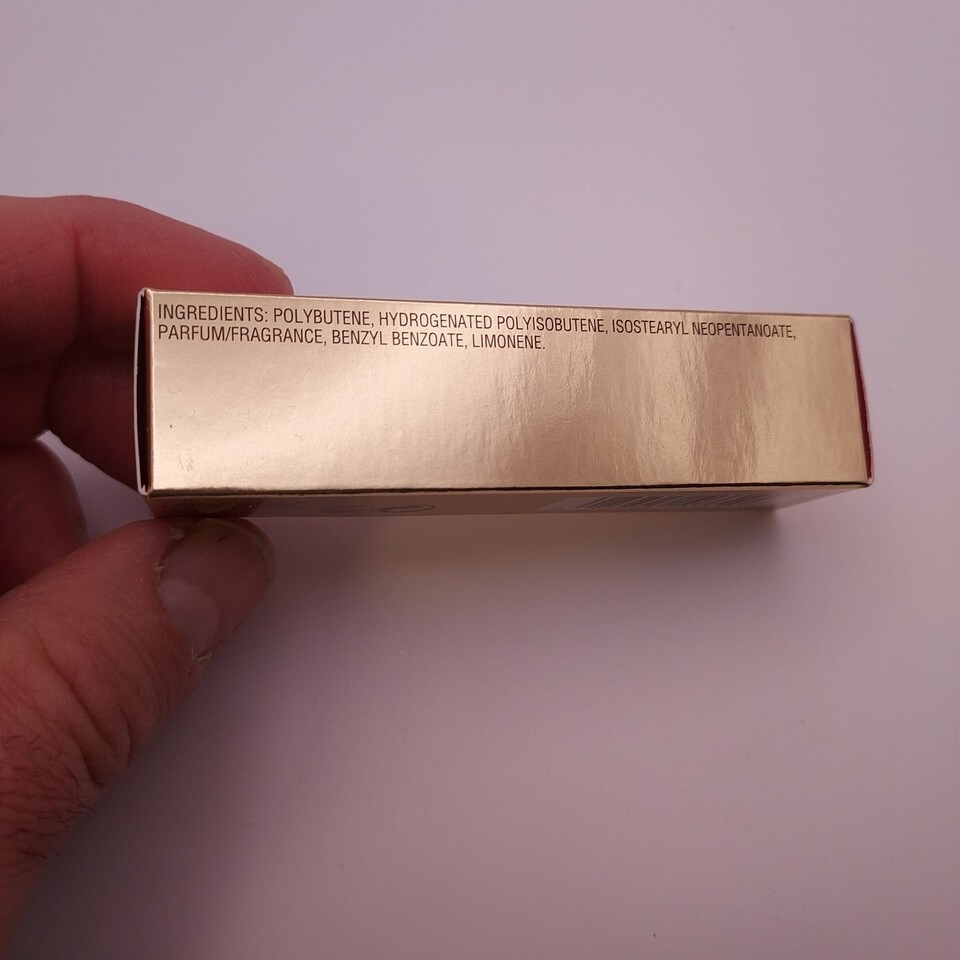 INGREDIENTS: POLYBUTENE, HYDROGENATED POLYISOBUTENE, ISOSTEARYL NEOPENTANOATE,
PARFUM/FRAGRANCE, BENZYL BENZOATE, LIMONENE.